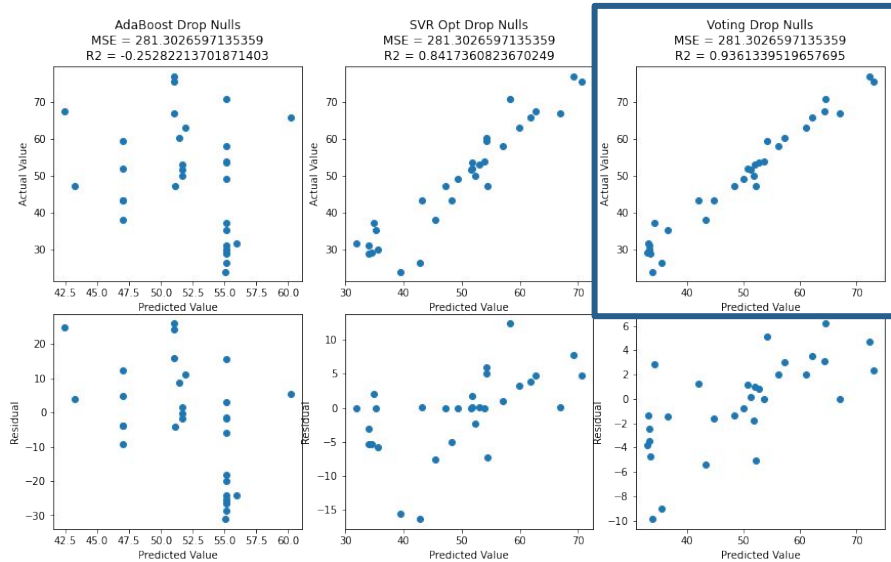 AdaBoost Drop Nulls
MSE = 281.3026597135359
R2 = -0.25282213701871403
SVR Opt Drop Nulls
MSE = 281.3026597135359
R2 = 0.8417360823670249
Voting Drop Nulls
MSE = 281.3026597135359
R2 = 0.9361339519657695
Actual Value
70
60
50
40
30
42.5 45.0 47.5 50.0 52.5 55.0 57.5 60.0
Predicted Value
Actual Value
70
60
50
40
30
30 40 50 60 70
Predicted Value
Actual Value
70
60
50
40
30
40 50 60 70
Predicted Value
Residual
20
10
0
−10
−20
−30
42.5 45.0 47.5 50.0 52.5 55.0 57.5 60.0
Predicted Value
Residual
10
5
0
−5
−10
−15
30 40 50 60 70
Predicted Value
Residual
6
4
2
0
−2
−4
−6
−8
−10
40 50 60 70
Predicted Value